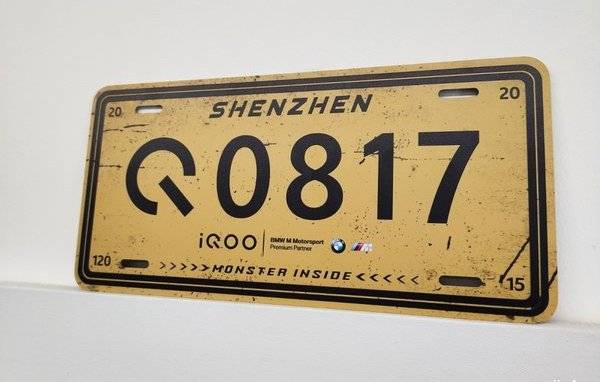 20 SHENZHEN 20
Q0817
iQOO BMW M Motorsport
Premium Partner
120 >>>>>MONSTER INSIDE<<<<< 15